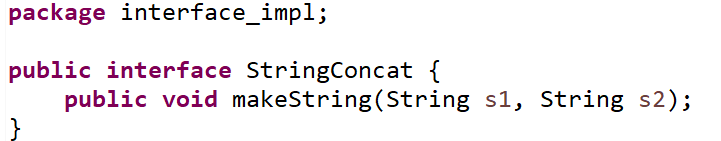 package interface_impl;
public interface StringConcat {
    public void makeString(String s1, String s2);
}